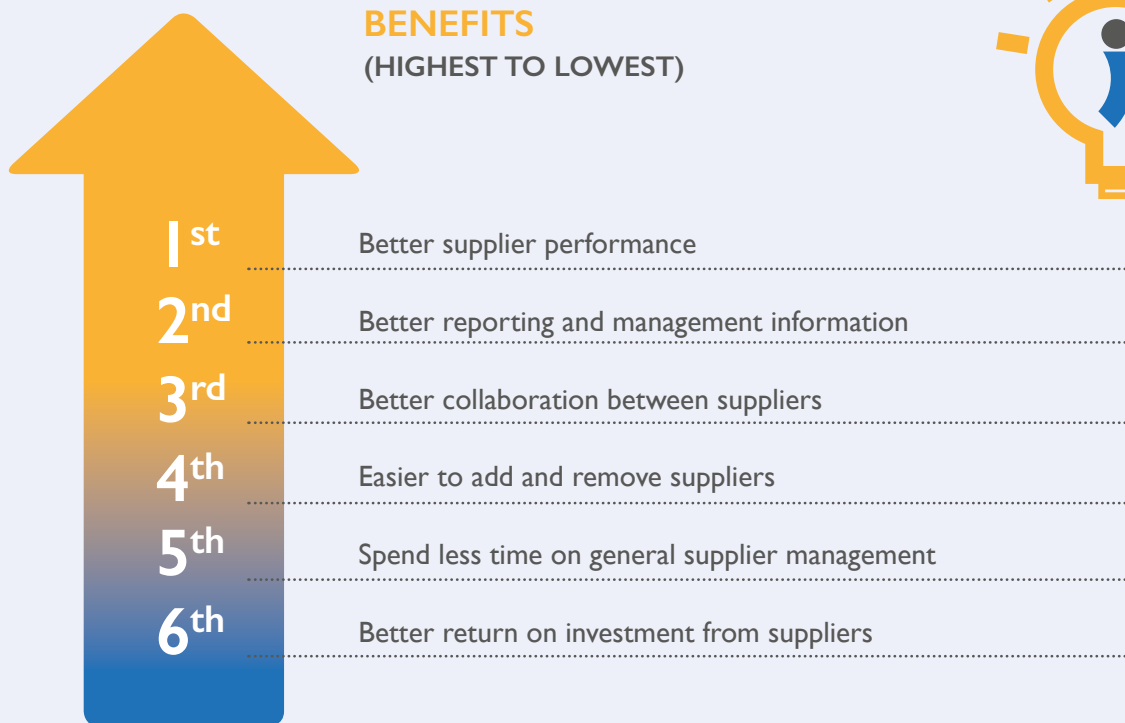 BENEFITS
(HIGHEST TO LOWEST)
1st Better supplier performance
2nd Better reporting and management information
3rd Better collaboration between suppliers
4th Easier to add and remove suppliers
5th Spend less time on general supplier management
6th Better return on investment from suppliers